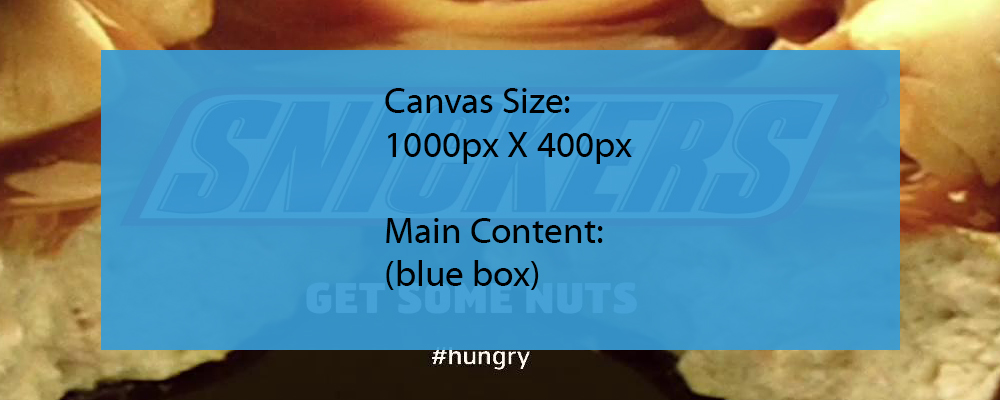 SNICKERS
Canvas Size:
1000px X 400px
Main Content:
(blue box)
GET SOME NUTS
#hungry